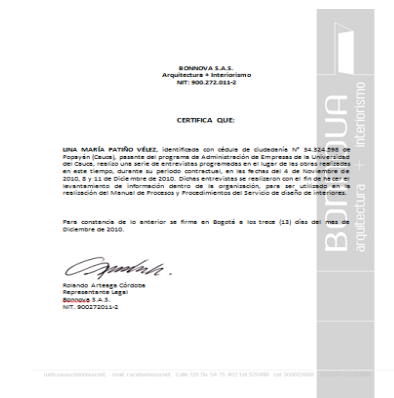 BONNOVA S.A.S.
Arquitectura + Interiorismo
NIT: 900.272.011-2
CERTIFICA QUE:
LINA MARÍA PATIÑO VÉLEZ, identificada con cédula de ciudadanía N° 34.324.598 de
Popayán (Cauca), pasante del programa de Administración de Empresas de la Universidad
del Cauca, realizo una serie de entrevistas programadas en el lugar de las obras realizadas
en este tiempo, durante su periodo contractual, en las fechas del 4 de Noviembre de
2010, 8 y 11 de Diciembre de 2010. Dichas entrevistas se realizaron con el fin de hacer el
levantamiento de información dentro de la organización, para ser utilizado en la
realización del Manual de Procesos y Procedimientos del Servicio de diseño de interiores.
Para constancia de lo anterior se firma en Bogotá a los trece (13) días del mes de
Diciembre de 2010.
Rolando Arteaga Córdoba
Representante Legal
Bonnova S.A.S.
NIT. 900272011-2
BONNOVA
arquitectura + interiorismo